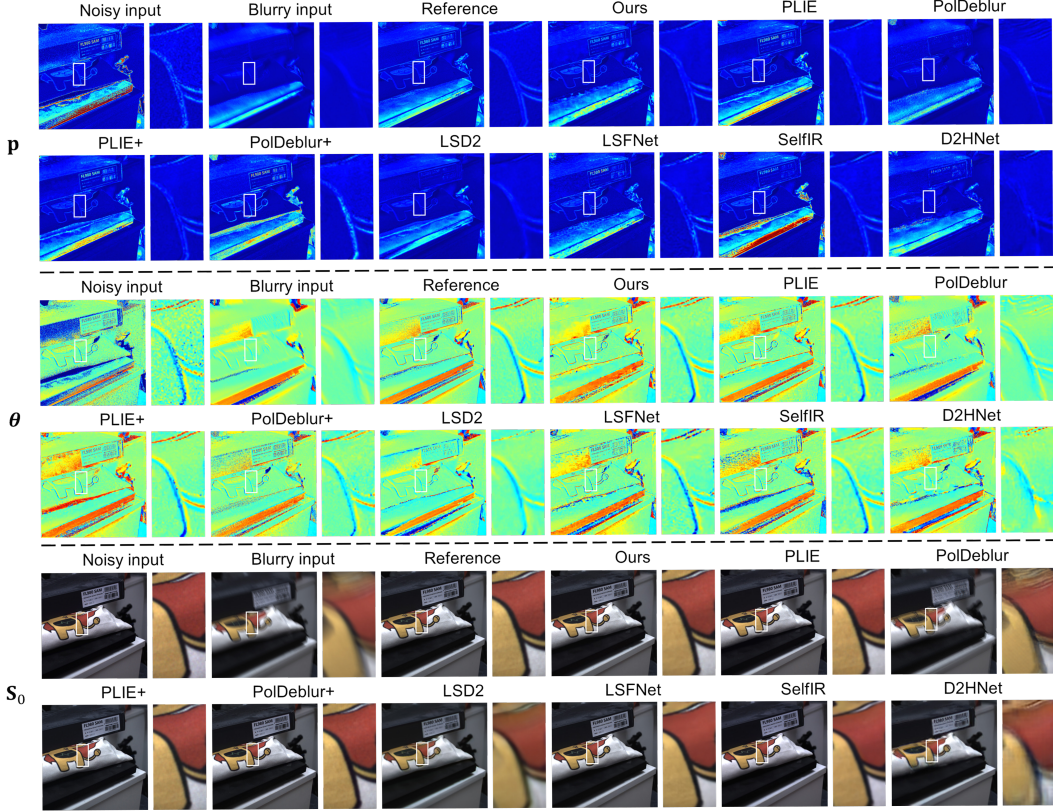 Noisy input Blurry input Reference Ours PLIE PolDeblur
FL080 SAM
p
PLIE+ PolDeblur+ LSD2 LSFNet SelfIR D2HNet
Noisy input Blurry input Reference Ours PLIE PolDeblur
θ
PLIE+ PolDeblur+ LSD2 LSFNet SelfIR D2HNet
Noisy input Blurry input Reference Ours PLIE PolDeblur
S₀
PLIE+ PolDeblur+ LSD2 LSFNet SelfIR D2HNet